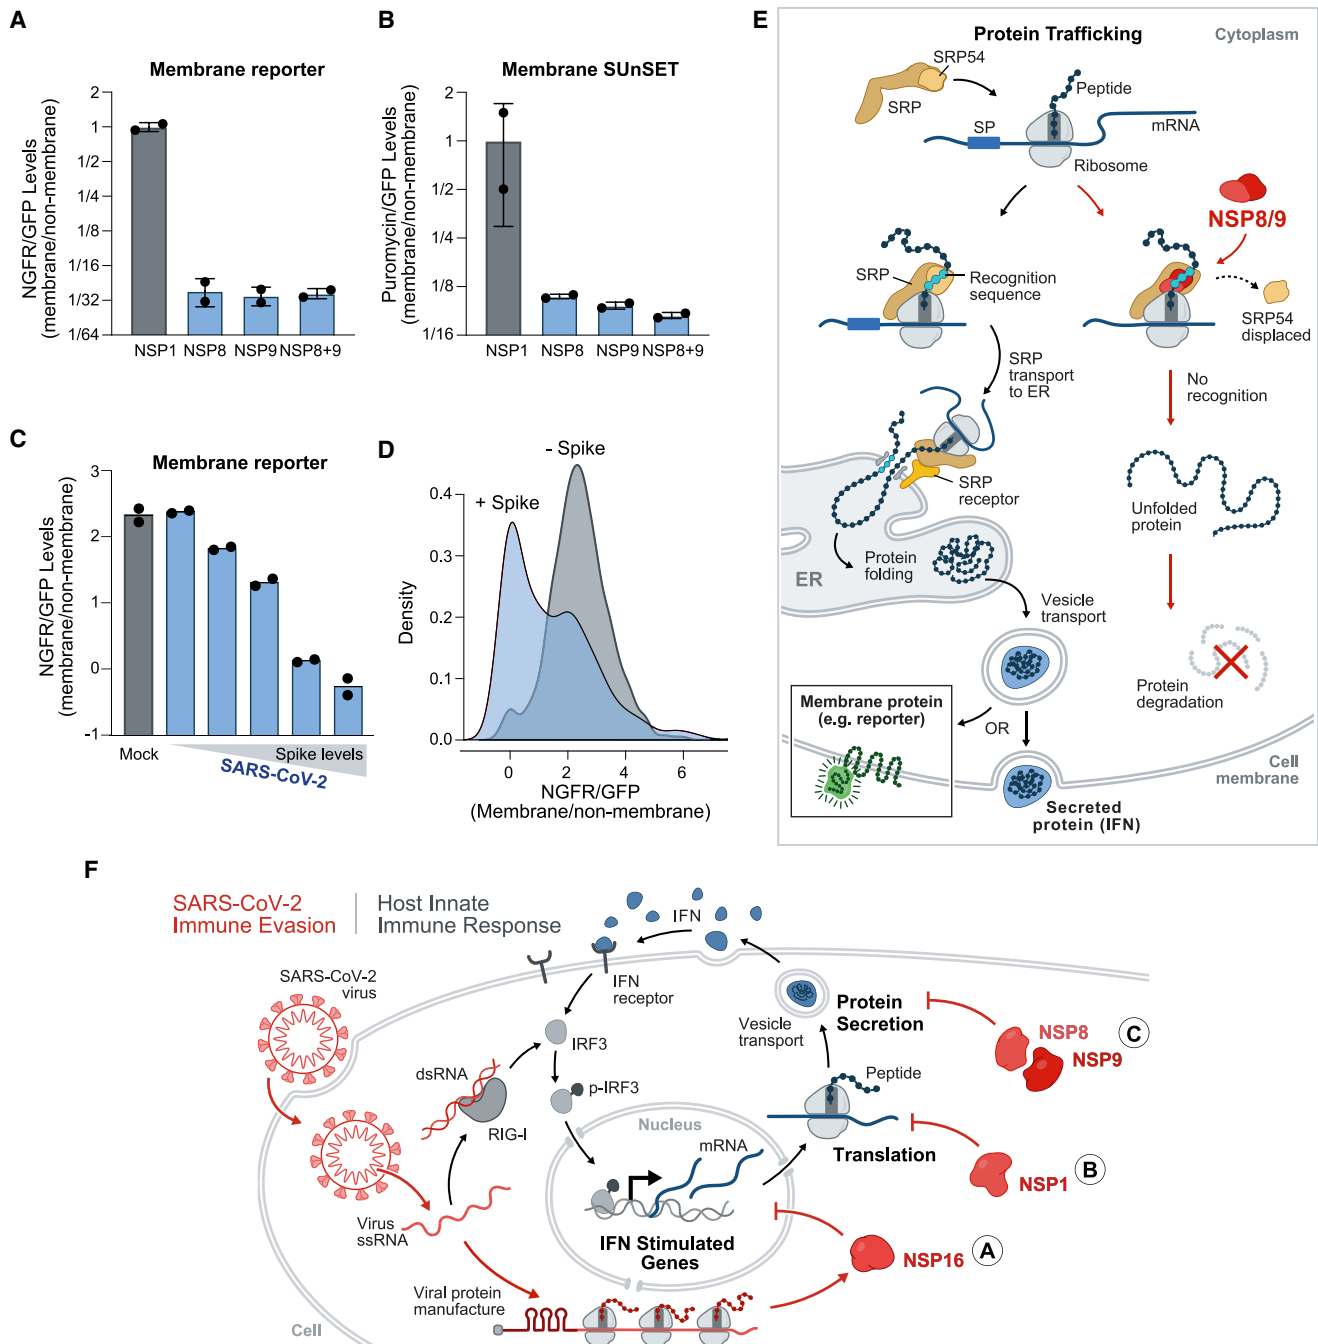 A
Membrane reporter
NGFR/GFP Levels
(membrane/non-membrane)
2
1
1/2
1/4
1/8
1/16
1/32
1/64
NSP1
NSP8
NSP9
NSP8+9
B
Membrane SUnSET
Puromycin/GFP Levels
(membrane/non-membrane)
2
1
1/2
1/4
1/8
1/16
NSP1
NSP8
NSP9
NSP8+9
C
Membrane reporter
NGFR/GFP Levels
(membrane/non-membrane)
3
2
1
0
-1
Mock
Spike levels
SARS-CoV-2
D
- Spike
+ Spike
Density
0.4
0.3
0.2
0.1
0.0
0
2
4
6
NGFR/GFP
(Membrane/non-membrane)
E
Protein Trafficking
Cytoplasm
SRP54
SRP
Peptide
SP
mRNA
Ribosome
NSP8/9
SRP
Recognition
sequence
SRP54
displaced
SRP
transport
to ER
No
recognition
SRP
receptor
Unfolded
protein
ER
Protein
folding
Vesicle
transport
Protein
degradation
Membrane protein
(e.g. reporter)
OR
Cell
membrane
Secreted
protein (IFN)
F
SARS-CoV-2
Immune Evasion
Host Innate
Immune Response
IFN
SARS-CoV-2
virus
IFN
receptor
Vesicle
transport
Protein
Secretion
NSP8
NSP9
C
IRF3
dsRNA
RIG-I
p-IRF3
Peptide
Nucleus
mRNA
Translation
NSP1
B
Virus
ssRNA
IFN Stimulated
Genes
NSP16
A
Viral protein
manufacture
Cell